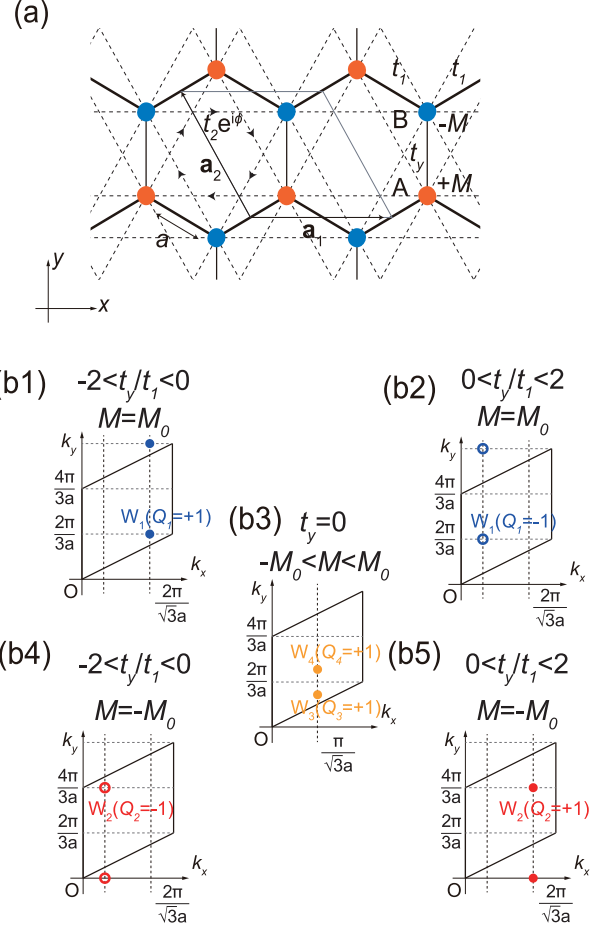 (a)
t₁ t₁
t₂e^iϕ B -M
a₂ t_y
A +M
a a₁
y
x
(b1) -2<t_y/t₁<0
M=M₀
k_y
4π/3a
2π/3a
W₁(Q₁=+1)
O k_x
2π/√3a
(b2) 0<t_y/t₁<2
M=M₀
k_y
4π/3a
2π/3a
W₁(Q₁=-1)
O k_x
2π/√3a
(b3) t_y=0
-M₀<M<M₀
k_y
4π/3a
2π/3a
W₄(Q₄=+1)
W₃(Q₃=+1)
O k_x
π/√3a
(b4) -2<t_y/t₁<0
M=-M₀
k_y
4π/3a
W₂(Q₂=-1)
2π/3a
O k_x
2π/√3a
(b5) 0<t_y/t₁<2
M=-M₀
k_y
4π/3a
W₂(Q₂=+1)
2π/3a
O k_x
2π/√3a